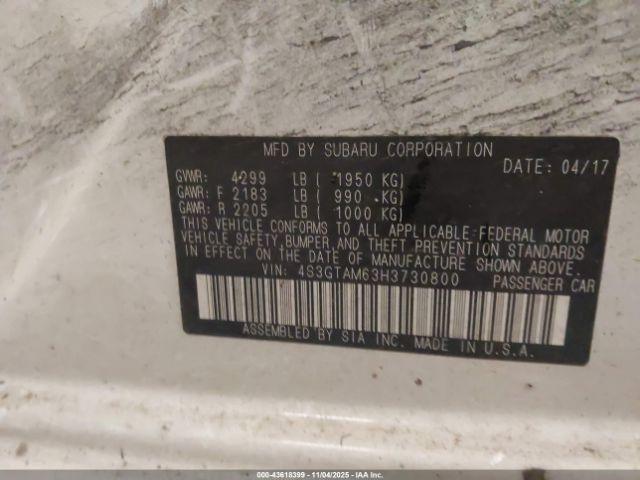 MFD BY SUBARU CORPORATION
DATE: 04/17
GVWR: 4299 LB ( 1950 KG)
GAWR: F 2183 LB ( 990 KG)
GAWR: R 2205 LB ( 1000 KG)
THIS VEHICLE CONFORMS TO ALL APPLICABLE FEDERAL MOTOR
VEHICLE SAFETY, BUMPER, AND THEFT PREVENTION STANDARDS
IN EFFECT ON THE DATE OF MANUFACTURE SHOWN ABOVE.
VIN: 4S3GTAM63H3730800 PASSENGER CAR
ASSEMBLED BY SIA INC. MADE IN U.S.A.
000-43618399 - 11/04/2025 - IAAI Inc.